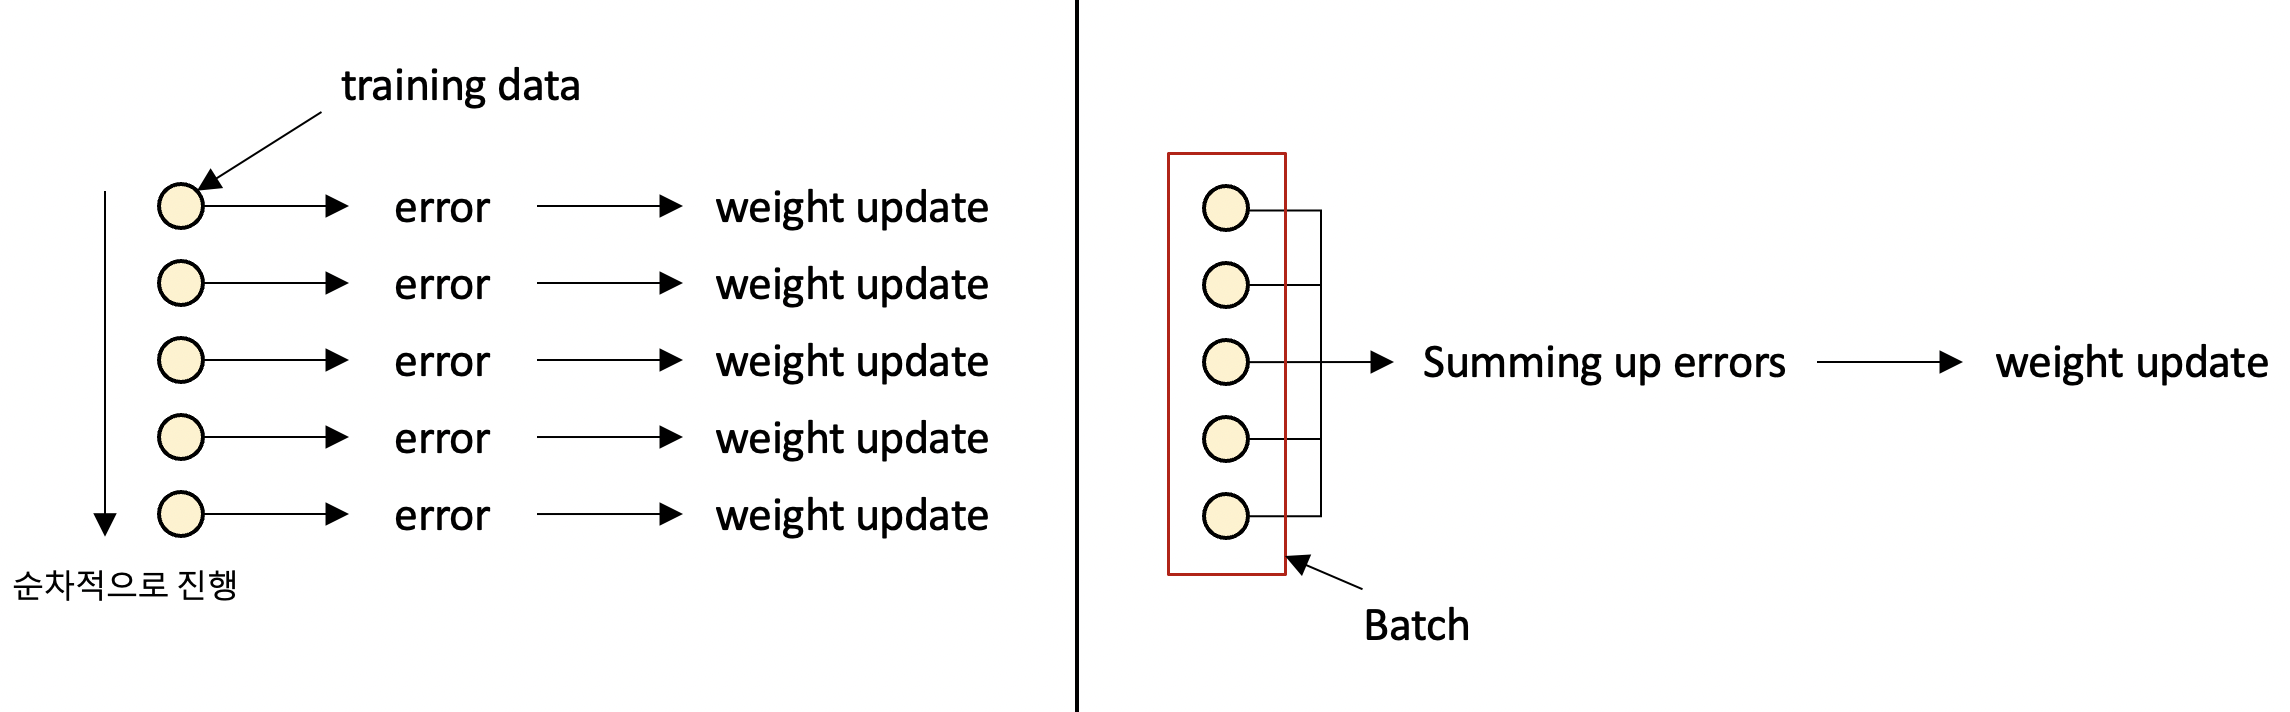 training data
error weight update
error weight update
error weight update
error weight update
error weight update
순차적으로 진행
Summing up errors weight update
Batch